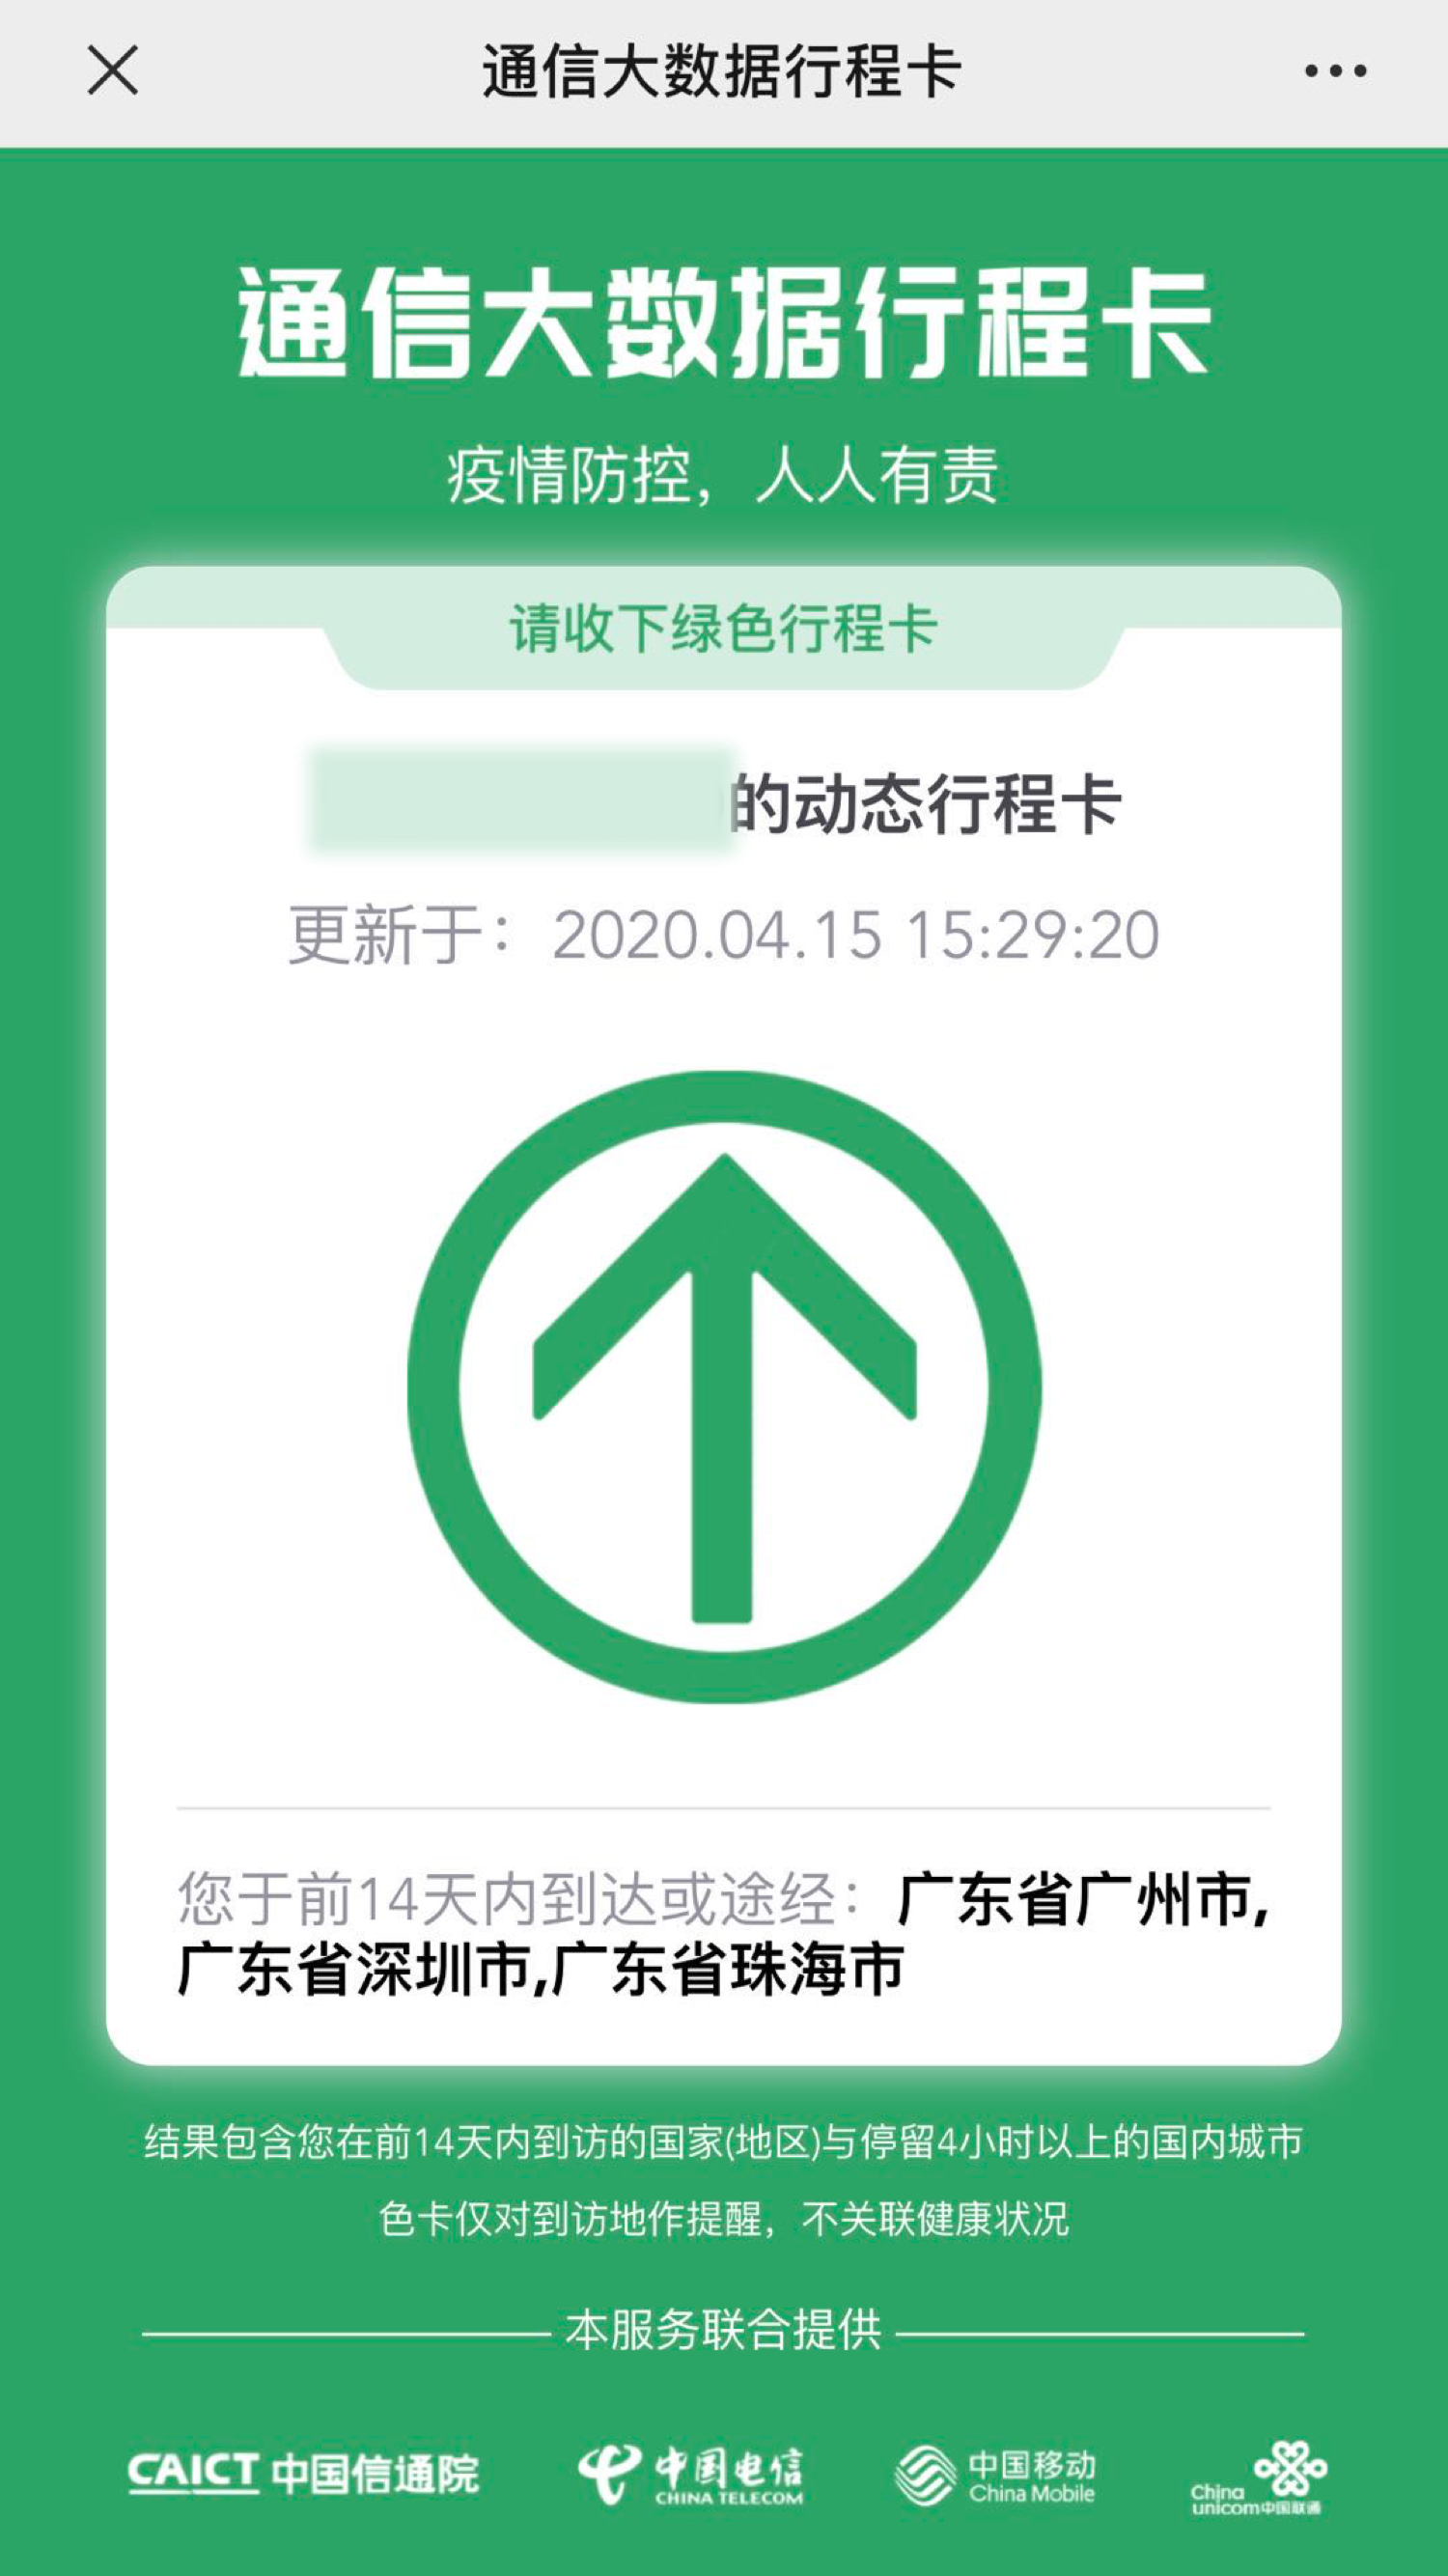 通信大数据行程卡
通信大数据行程卡
疫情防控，人人有责
请收下绿色行程卡
的动态行程卡
更新于：2020.04.15 15:29:20
您于前14天内到达或途经：广东省广州市,
广东省深圳市,广东省珠海市
结果包含您在前14天内到访的国家(地区)与停留4小时以上的国内城市
色卡仅对到访地作提醒，不关联健康状况
本服务联合提供
CAICT 中国信通院
中国电信
CHINA TELECOM
中国移动
China Mobile
China
unicom中国联通